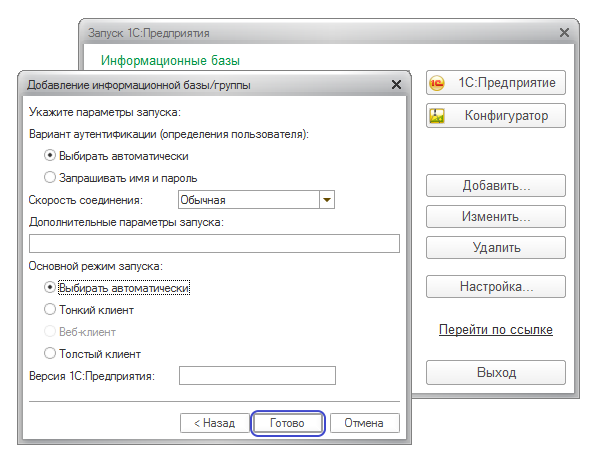 Запуск 1С:Предприятия
Информационные базы
Добавление информационной базы/группы
Укажите параметры запуска:
Вариант аутентификации (определения пользователя):
Выбирать автоматически
Запрашивать имя и пароль
Скорость соединения:
Обычная
Дополнительные параметры запуска:
Основной режим запуска:
Выбирать автоматически
Тонкий клиент
Веб-клиент
Толстый клиент
Версия 1С:Предприятия:
< Назад
Готово
Отмена
1С:Предприятие
Конфигуратор
Добавить...
Изменить...
Удалить
Настройка...
Перейти по ссылке
Выход